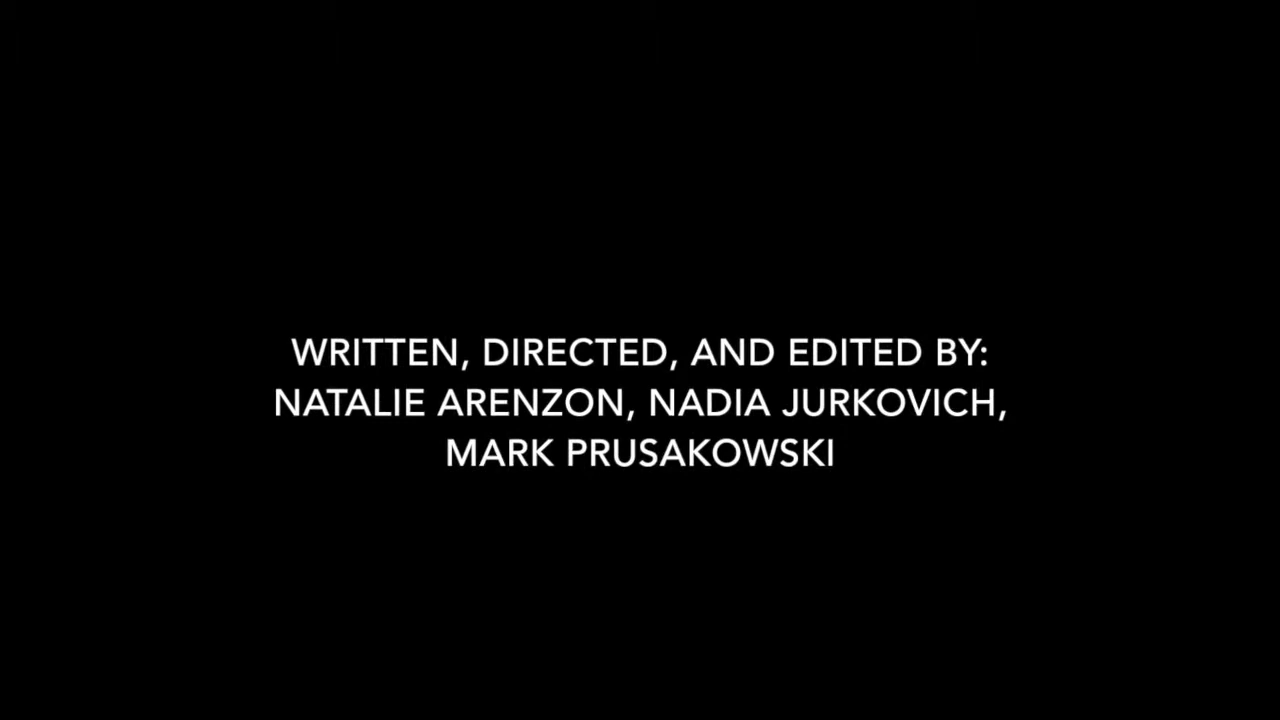 WRITTEN, DIRECTED, AND EDITED BY:
NATALIE ARENZON, NADIA JURKOVICH,
MARK PRUSAKOWSKI